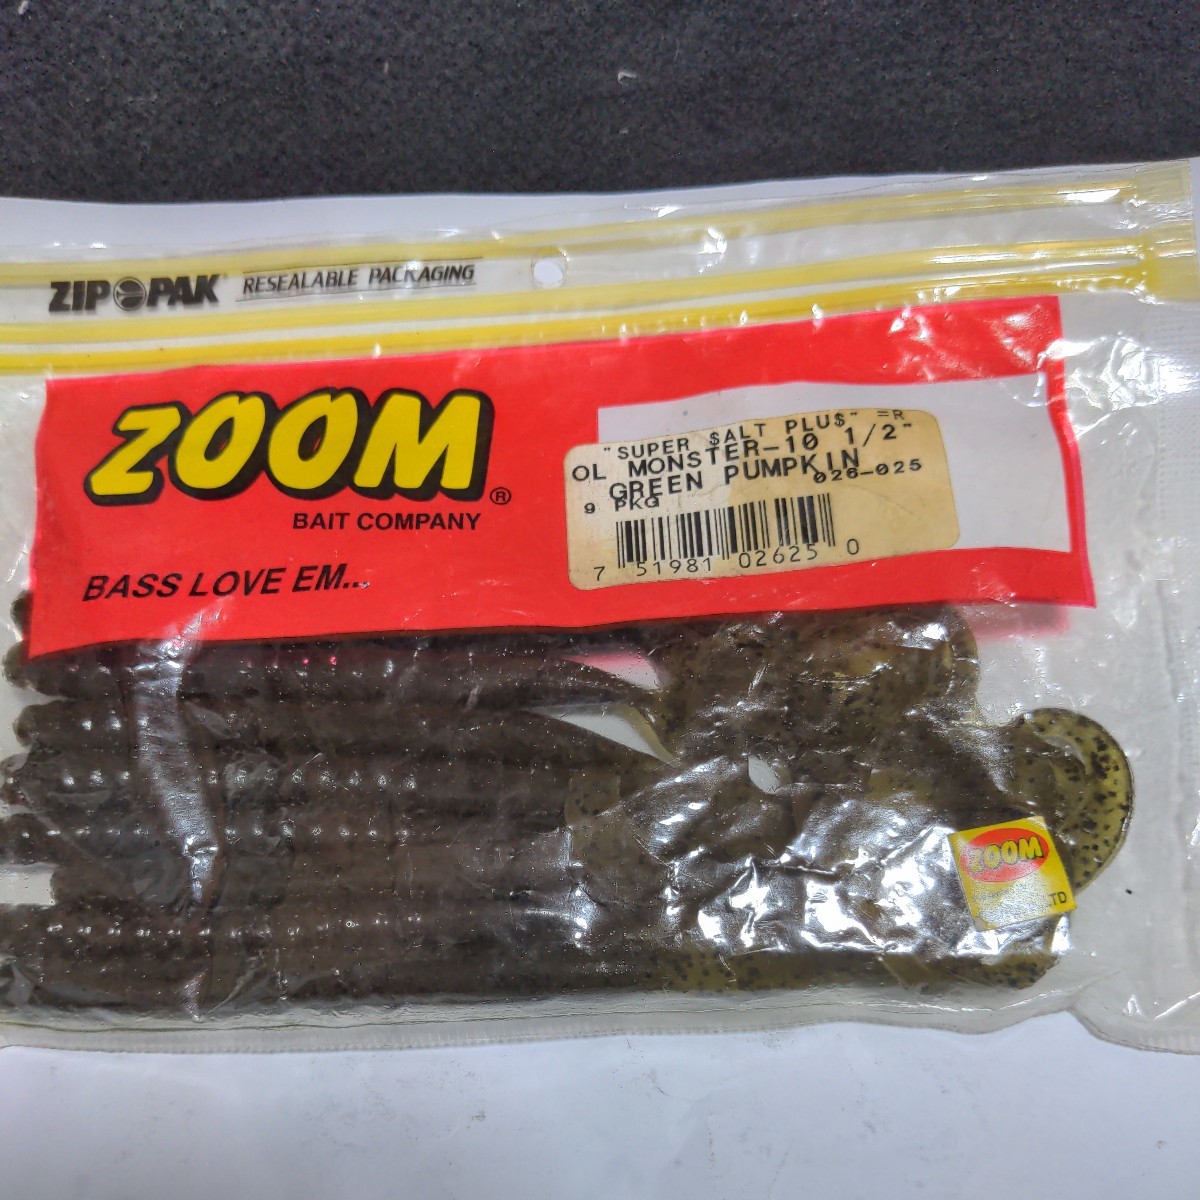 ZIP PAK® RESEALABLE PACKAGING
ZOOM®
BAIT COMPANY
BASS LOVE EM...
"SUPER $ALT PLU$" =R
OL MONSTER-10 1/2"
GREEN PUMPKIN
026-025
9 PKG
7 51981 02625 0
ZOOM
LTD